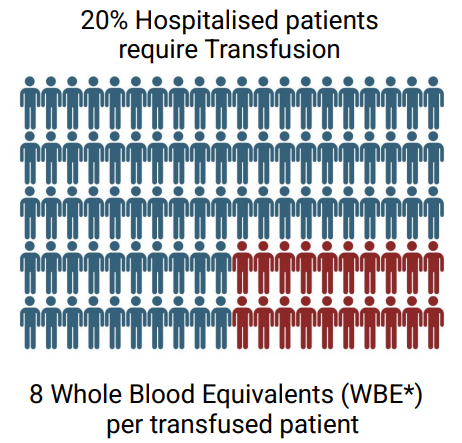 20% Hospitalised patients
require Transfusion
8 Whole Blood Equivalents (WBE*)
per transfused patient